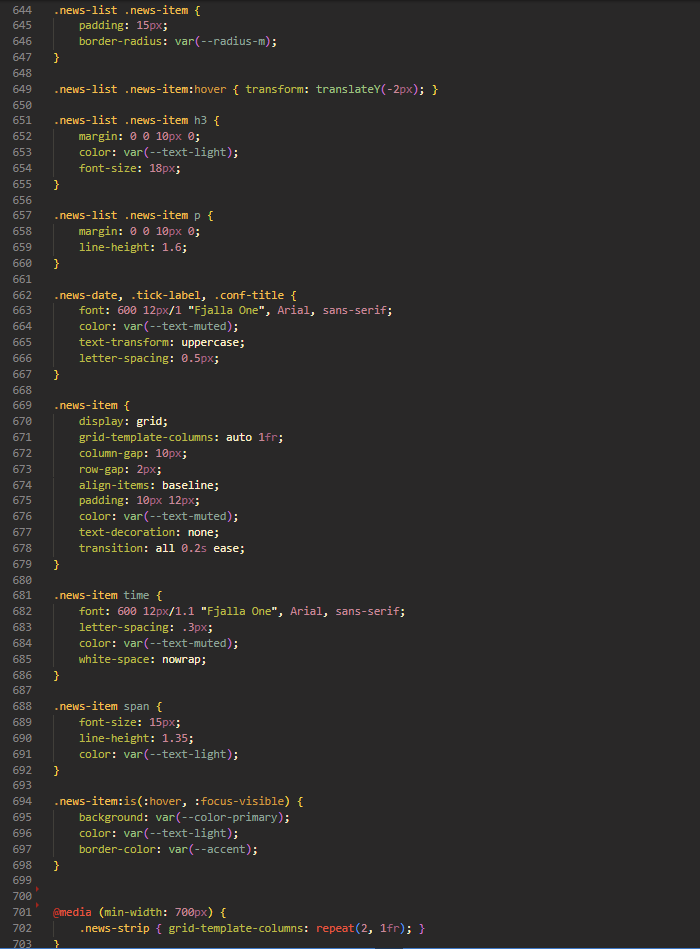 644 .news-list .news-item {
645 padding: 15px;
646 border-radius: var(--radius-m);
647 }
648
649 .news-list .news-item:hover { transform: translateY(-2px); }
650
651 .news-list .news-item h3 {
652 margin: 0 0 10px 0;
653 color: var(--text-light);
654 font-size: 18px;
655 }
656
657 .news-list .news-item p {
658 margin: 0 0 10px 0;
659 line-height: 1.6;
660 }
661
662 .news-date, .tick-label, .conf-title {
663 font: 600 12px/1 "Fjalla One", Arial, sans-serif;
664 color: var(--text-muted);
665 text-transform: uppercase;
666 letter-spacing: 0.5px;
667 }
668
669 .news-item {
670 display: grid;
671 grid-template-columns: auto 1fr;
672 column-gap: 10px;
673 row-gap: 2px;
674 align-items: baseline;
675 padding: 10px 12px;
676 color: var(--text-muted);
677 text-decoration: none;
678 transition: all 0.2s ease;
679 }
680
681 .news-item time {
682 font: 600 12px/1.1 "Fjalla One", Arial, sans-serif;
683 letter-spacing: .3px;
684 color: var(--text-muted);
685 white-space: nowrap;
686 }
687
688 .news-item span {
689 font-size: 15px;
690 line-height: 1.35;
691 color: var(--text-light);
692 }
693
694 .news-item:is(:hover, :focus-visible) {
695 background: var(--color-primary);
696 color: var(--text-light);
697 border-color: var(--accent);
698 }
699
700
701 @media (min-width: 700px) {
702 .news-strip { grid-template-columns: repeat(2, 1fr); }
703 }